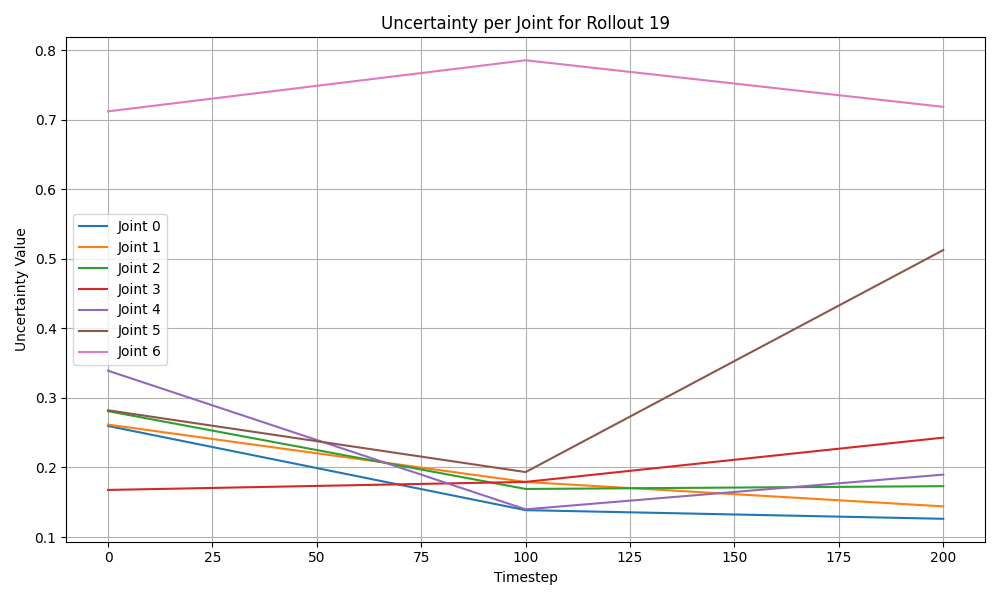 Uncertainty per Joint for Rollout 19
Uncertainty Value
0.8
0.7
0.6
0.5
0.4
0.3
0.2
0.1
Joint 0
Joint 1
Joint 2
Joint 3
Joint 4
Joint 5
Joint 6
0 25 50 75 100 125 150 175 200
Timestep